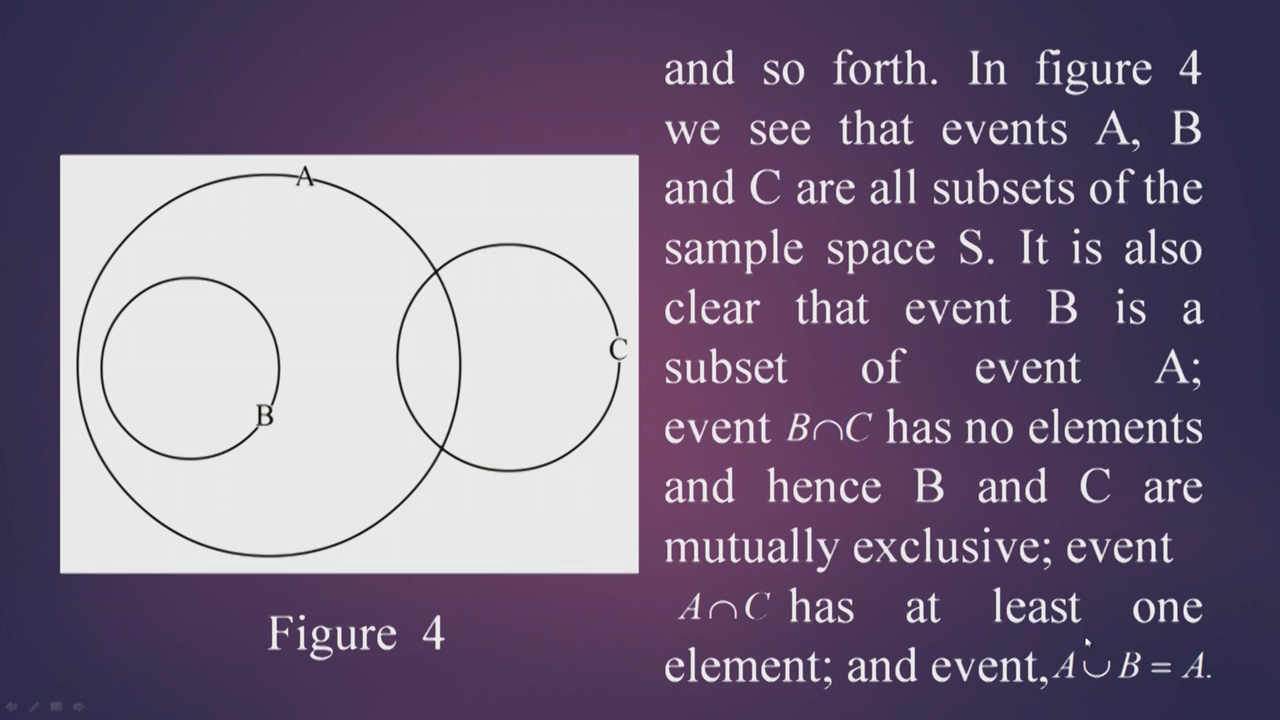 A
B
C
Figure 4
and so forth. In figure 4
we see that events A, B
and C are all subsets of the
sample space S. It is also
clear that event B is a
subset of event A;
event B∩C has no elements
and hence B and C are
mutually exclusive; event
A∩C has at least one
element; and event, A∪B = A.